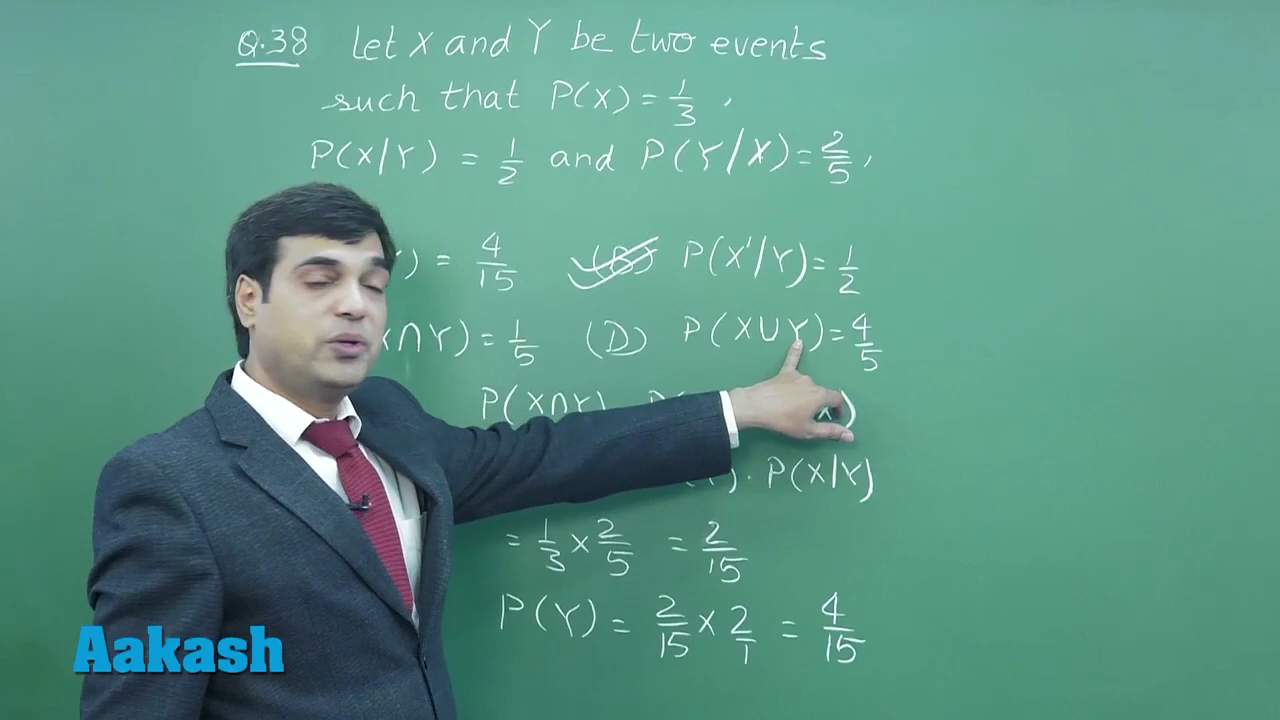 Q.38 Let X and Y be two events
such that P(X) = 1/3 ,
P(X/Y) = 1/2 and P(Y/X) = 2/5 ,
) = 4/15 (B) P(X'/Y) = 1/2
∩Y) = 1/5 (D) P(X∪Y) = 4/5
P(X∩Y) )
). P(X/Y)
= 1/3 × 2/5 = 2/15
P(Y) = 2/15 × 2/1 = 4/15
Aakash